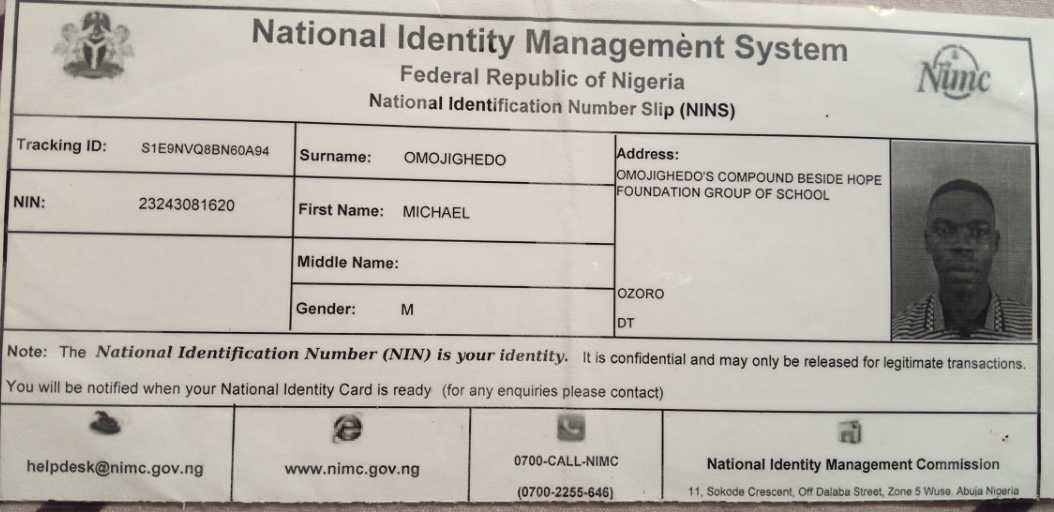 National Identity Management System
Federal Republic of Nigeria
National Identification Number Slip (NINS)
Nimc
Tracking ID: S1E9NVQ8BN60A94
Surname: OMOJIGHEDO
Address:
OMOJIGHEDO'S COMPOUND BESIDE HOPE
FOUNDATION GROUP OF SCHOOL
NIN: 23243081620
First Name: MICHAEL
Middle Name:
Gender: M
OZORO
DT
Note: The National Identification Number (NIN) is your identity. It is confidential and may only be released for legitimate transactions.
You will be notified when your National Identity Card is ready (for any enquiries please contact)
helpdesk@nimc.gov.ng
www.nimc.gov.ng
0700-CALL-NIMC
(0700-2255-646)
National Identity Management Commission
11, Sokode Crescent, Off Dalaba Street, Zone 5 Wuse, Abuja Nigeria